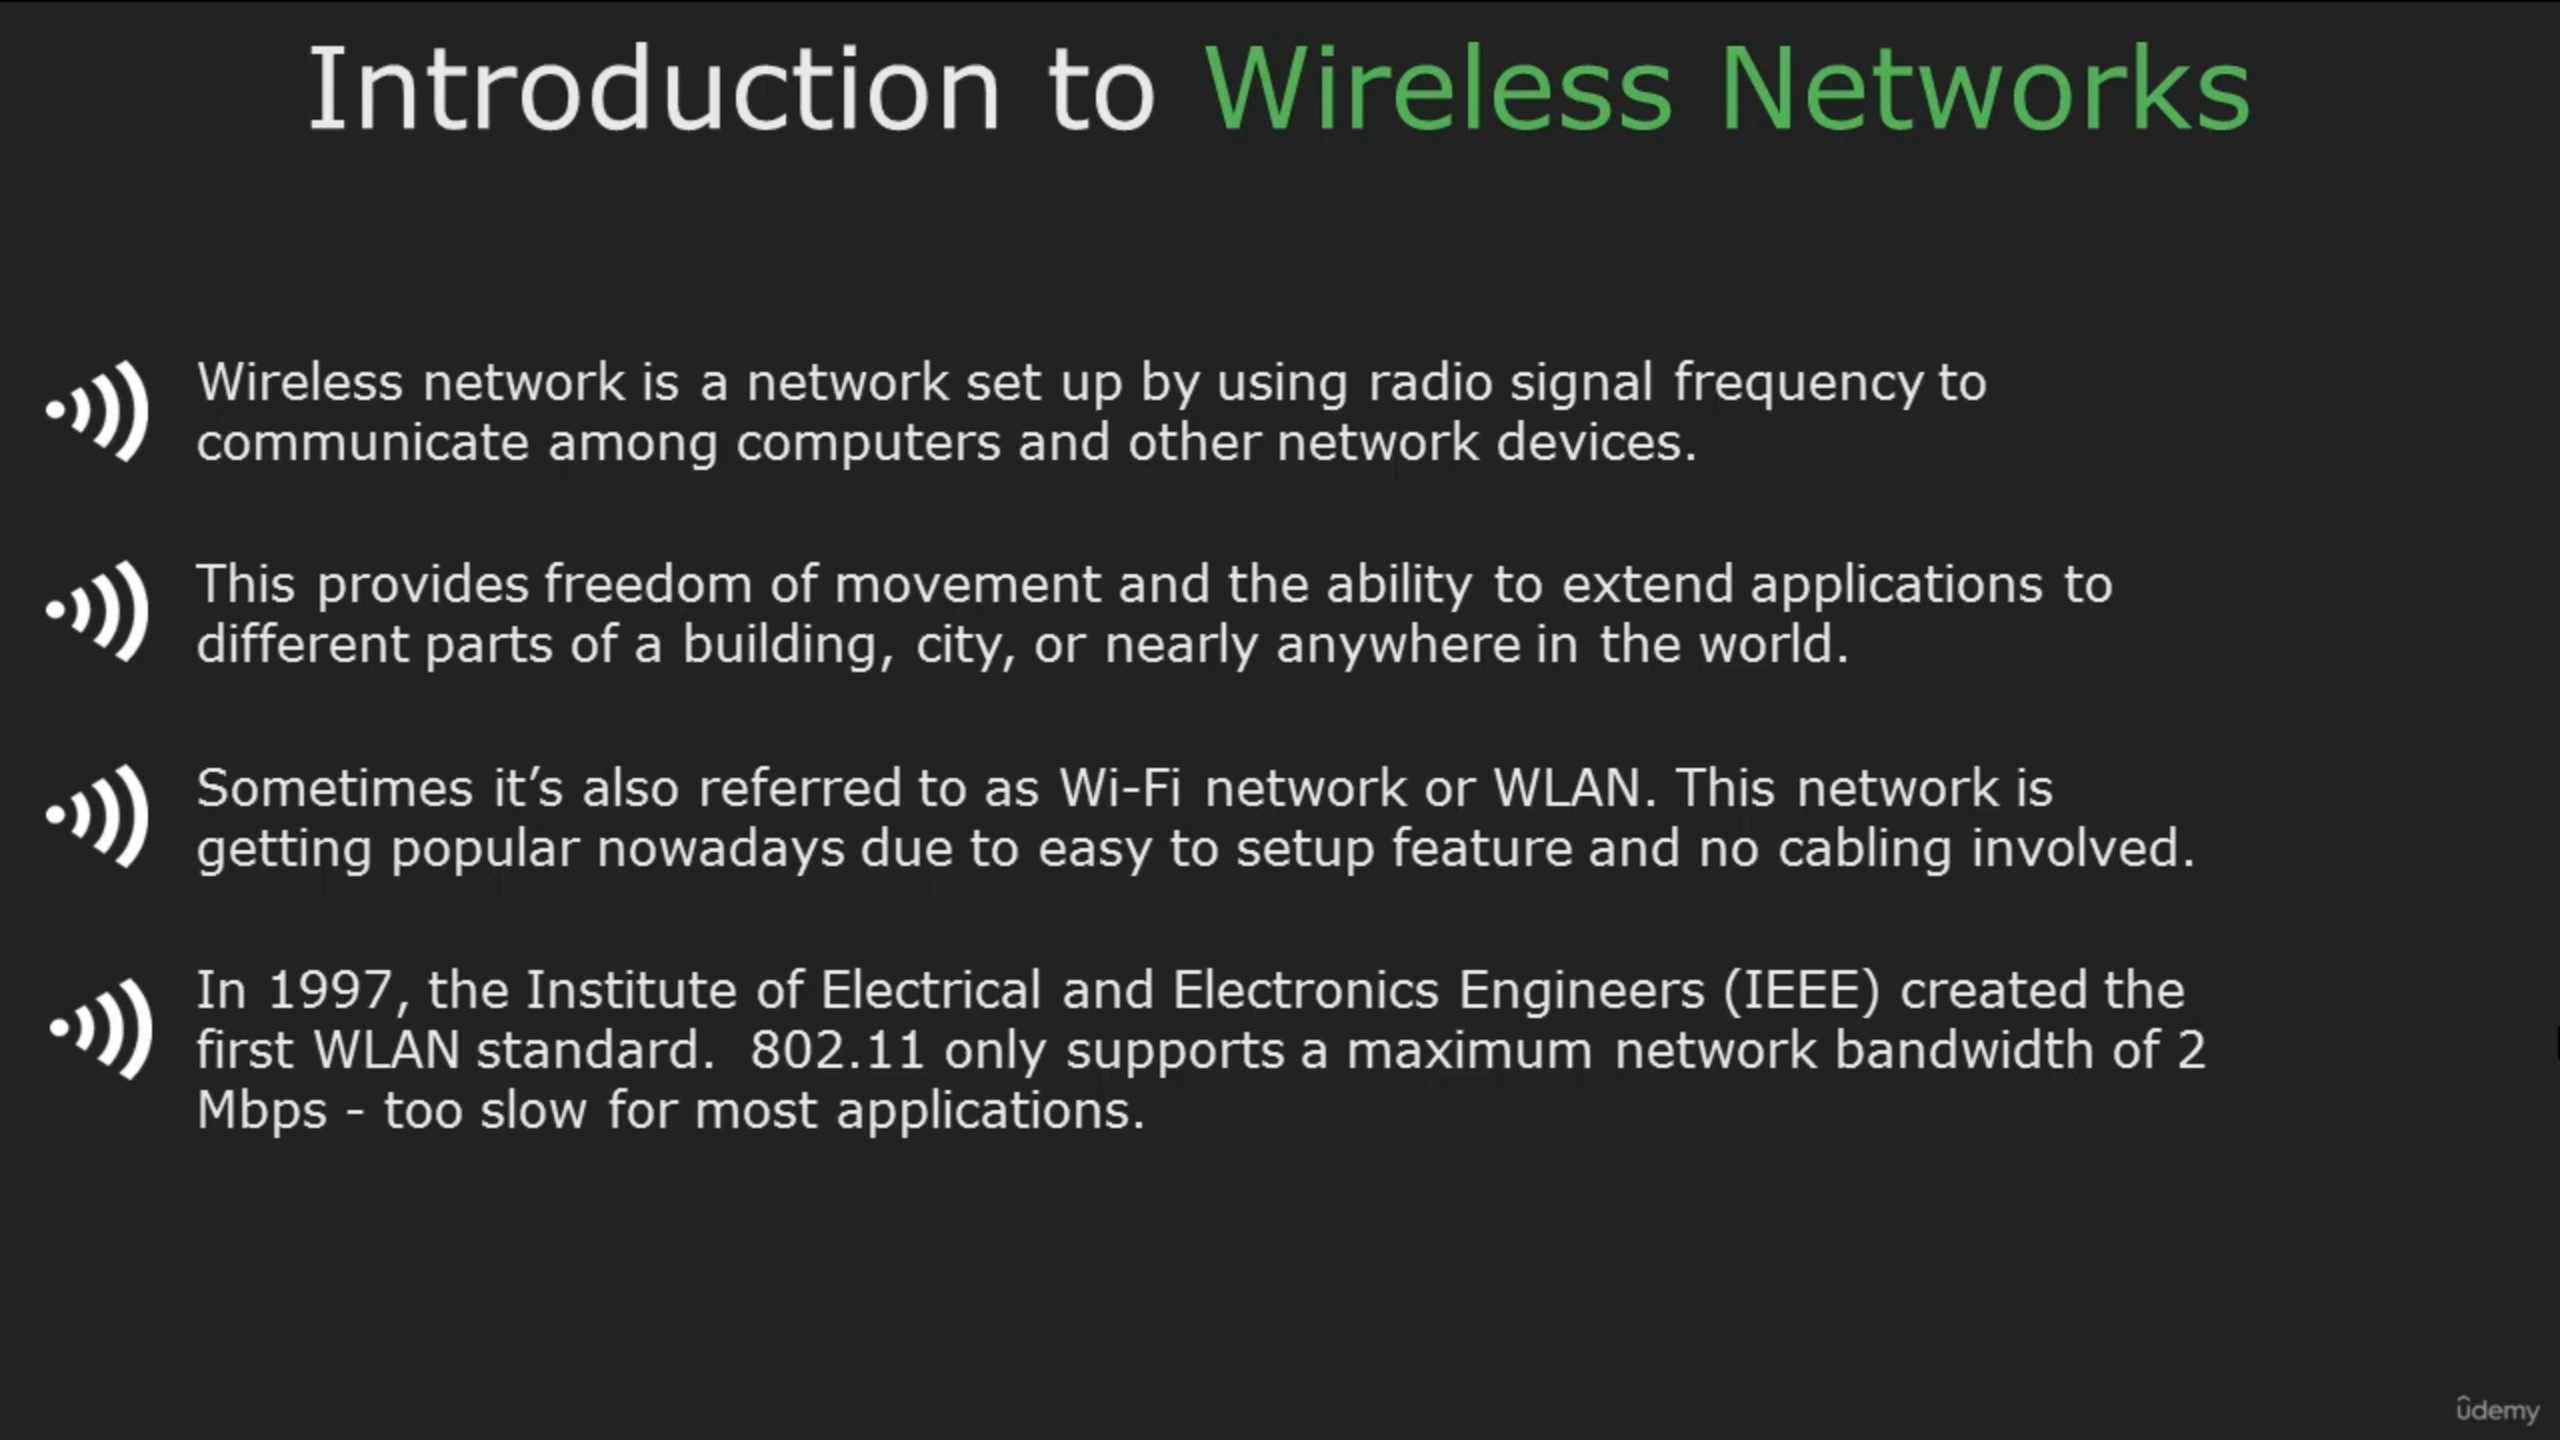 Introduction to Wireless Networks
Wireless network is a network set up by using radio signal frequency to
communicate among computers and other network devices.
This provides freedom of movement and the ability to extend applications to
different parts of a building, city, or nearly anywhere in the world.
Sometimes it’s also referred to as Wi-Fi network or WLAN. This network is
getting popular nowadays due to easy to setup feature and no cabling involved.
In 1997, the Institute of Electrical and Electronics Engineers (IEEE) created the
first WLAN standard.  802.11 only supports a maximum network bandwidth of 2
Mbps - too slow for most applications.
ûdemy